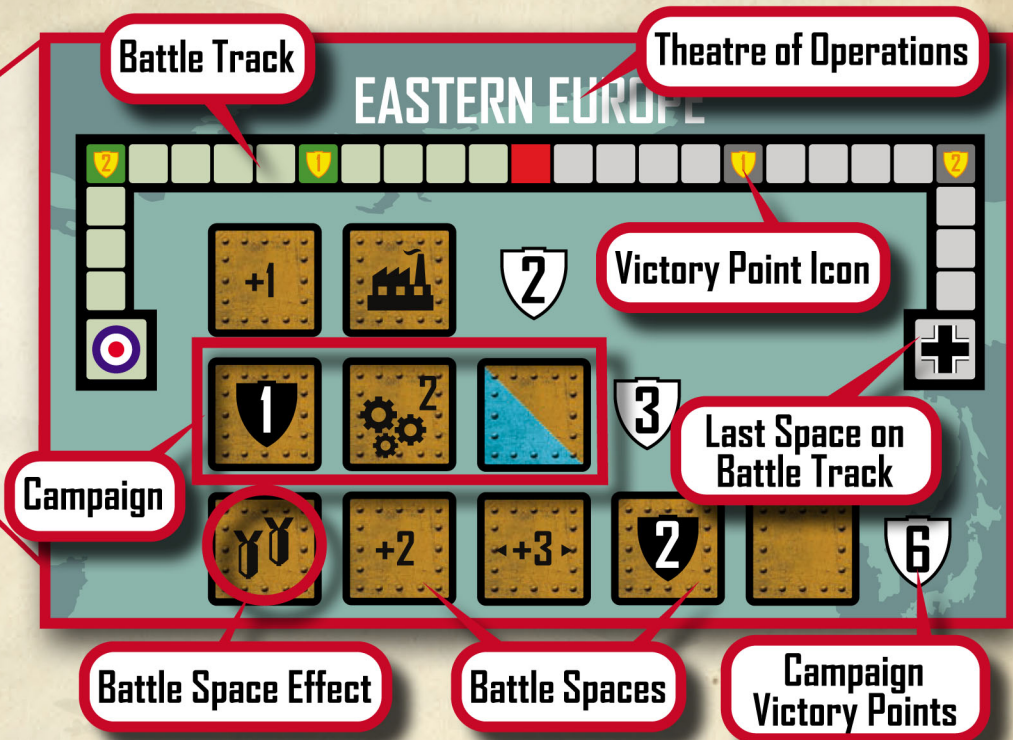 Battle Track
Theatre of Operations
EASTERN EUROPE
2
1
1
2
+1
2
Victory Point Icon
1
2
3
Last Space on
Battle Track
Campaign
+2
+3
2
6
Battle Space Effect
Battle Spaces
Campaign
Victory Points